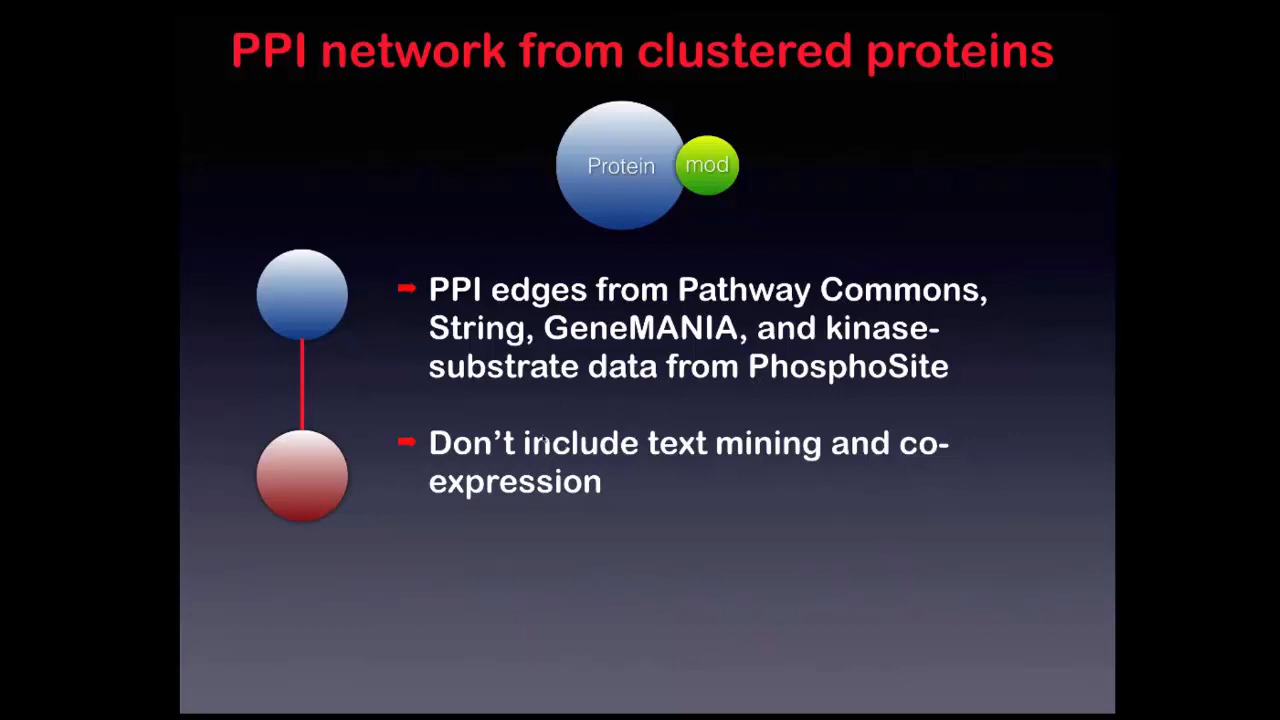 PPI network from clustered proteins
Protein
mod
PPI edges from Pathway Commons,
String, GeneMANIA, and kinase-
substrate data from PhosphoSite
Don't include text mining and co-
expression